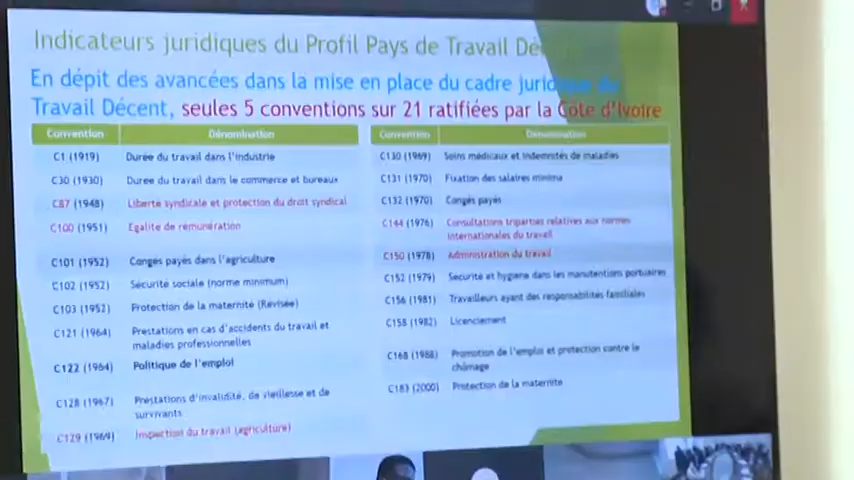 Indicateurs juridiques du Profil Pays de Travail
En dépit des avancées dans la mise en place du cadre
Travail Décent, seules 5 conventions sur 21 ratifiées par la Côte d'Ivoire
Convention Dénomination
C1 (1919) Durée du travail dans l'industrie
C30 (1930) Durée du travail dans le commerce et bureaux
C87 (1948) Liberté syndicale et protection du droit syndical
C100 (1951) Egalité de rémunération
C101 (1952) Congés payés dans l'agriculture
C102 (1952) Sécurité sociale (norme minimum)
C103 (1952) Protection de la maternité (Révisée)
C121 (1964) Prestations en cas d'accidents du travail et
maladies professionnelles
C122 (1964) Politique de l'emploi
C128 (1967) Prestations d'invalidité, de vieillesse et de
survivants
C129 (1969) Inspection du travail (agriculture)
Convention Dénomination
C130 (1969) Soins médicaux et indemnités de maladies
C131 (1970) Fixation des salaires minima
C132 (1970) Congés payés
C144 (1976) Consultations tripartites relatives aux normes
internationales du travail
C150 (1978) Administration du travail
C152 (1979) Sécurité et hygiène dans les manutentions portuaires
C156 (1981) Travailleurs ayant des responsabilités familiales
C158 (1982) Licenciement
C168 (1988) Promotion de l'emploi et protection contre le
chômage
C183 (2000) Protection de la maternité